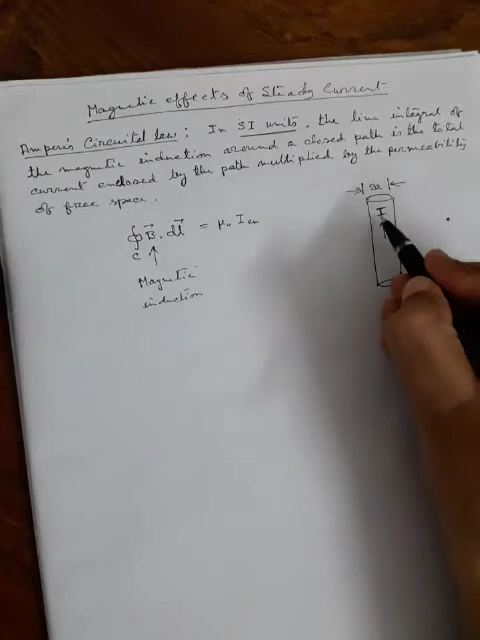 Magnetic effects of Steady Current
Ampere's Circuital law : In SI units, the line integral of
the magnetic induction around a closed path is the total
current enclosed by the path multiplied by the permeability
of free space.
2a
I
∮ B⃗ . dl⃗ = μ₀ I en
C ↑
Magnetic
induction